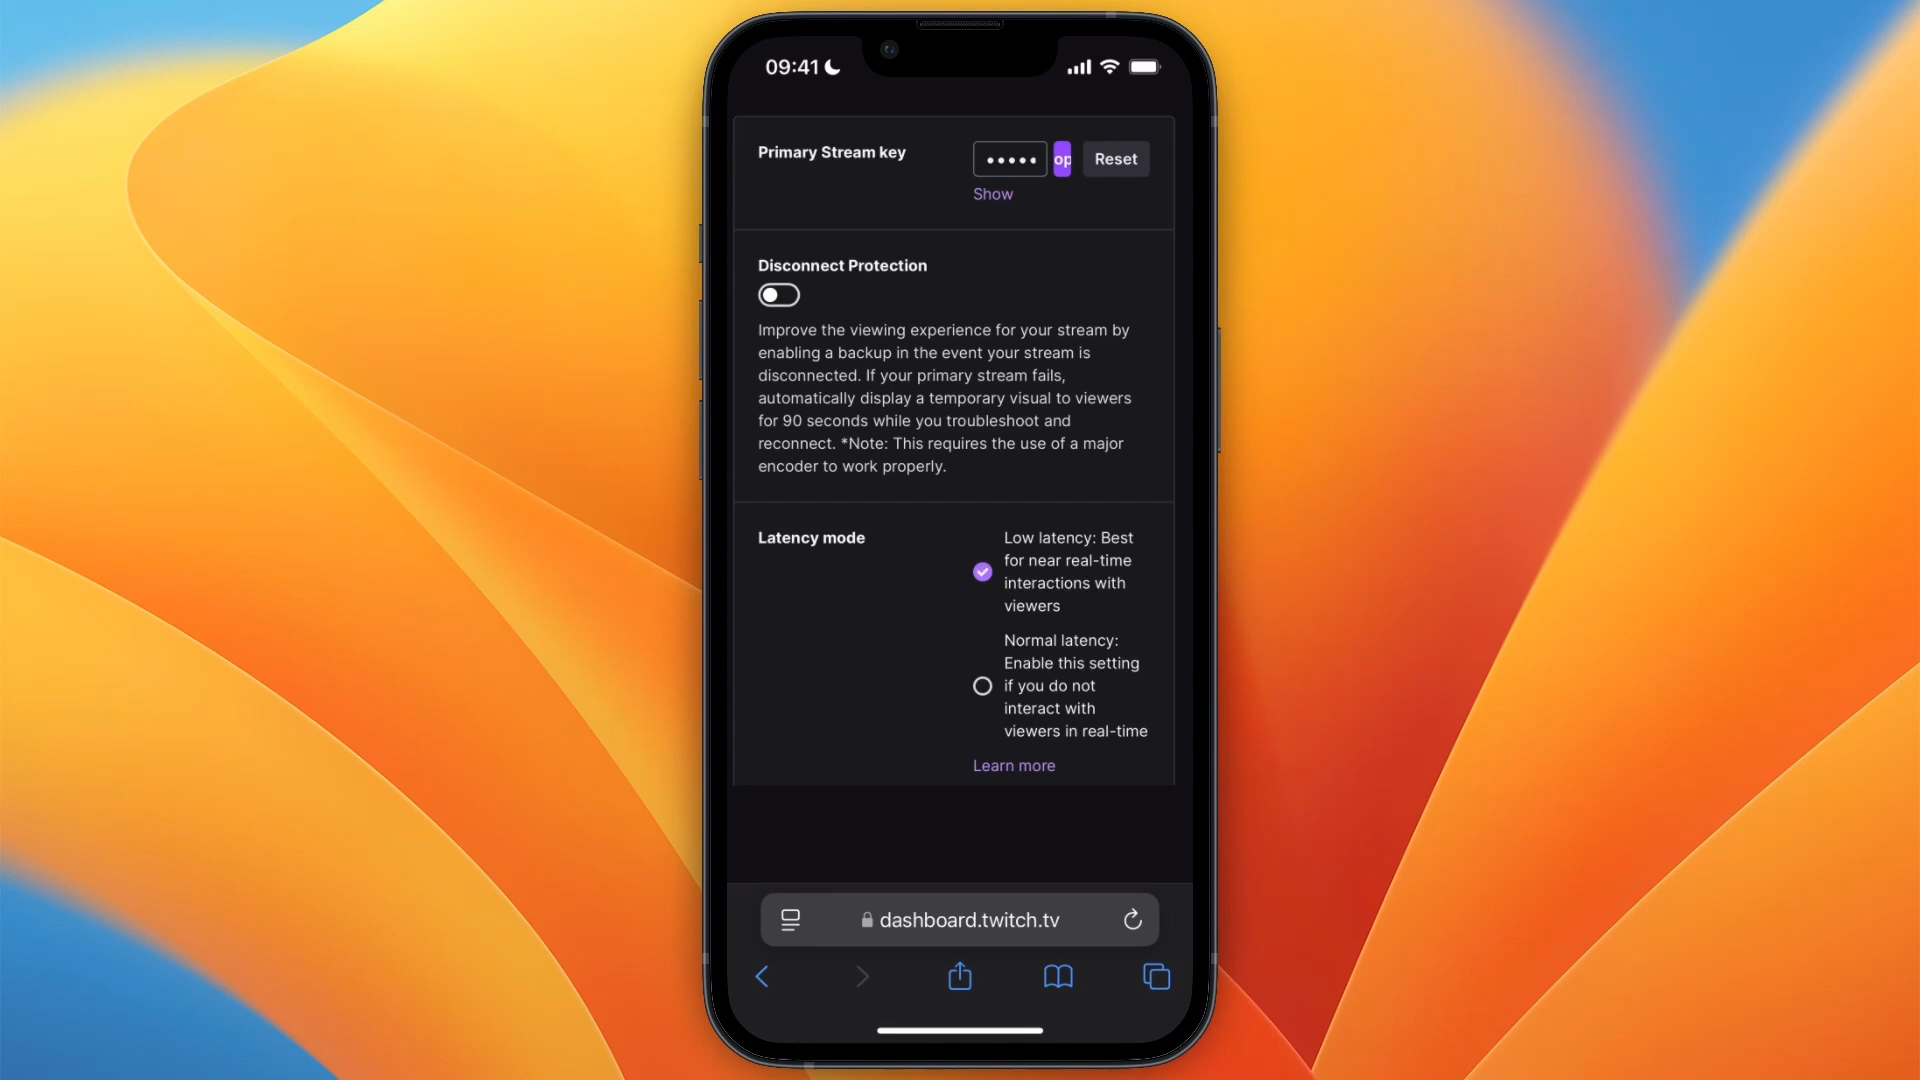 09:41
Primary Stream key
•••••
op
Reset
Show
Disconnect Protection
Improve the viewing experience for your stream by
enabling a backup in the event your stream is
disconnected. If your primary stream fails,
automatically display a temporary visual to viewers
for 90 seconds while you troubleshoot and
reconnect. *Note: This requires the use of a major
encoder to work properly.
Latency mode
Low latency: Best
for near real-time
interactions with
viewers
Normal latency:
Enable this setting
if you do not
interact with
viewers in real-time
Learn more
dashboard.twitch.tv